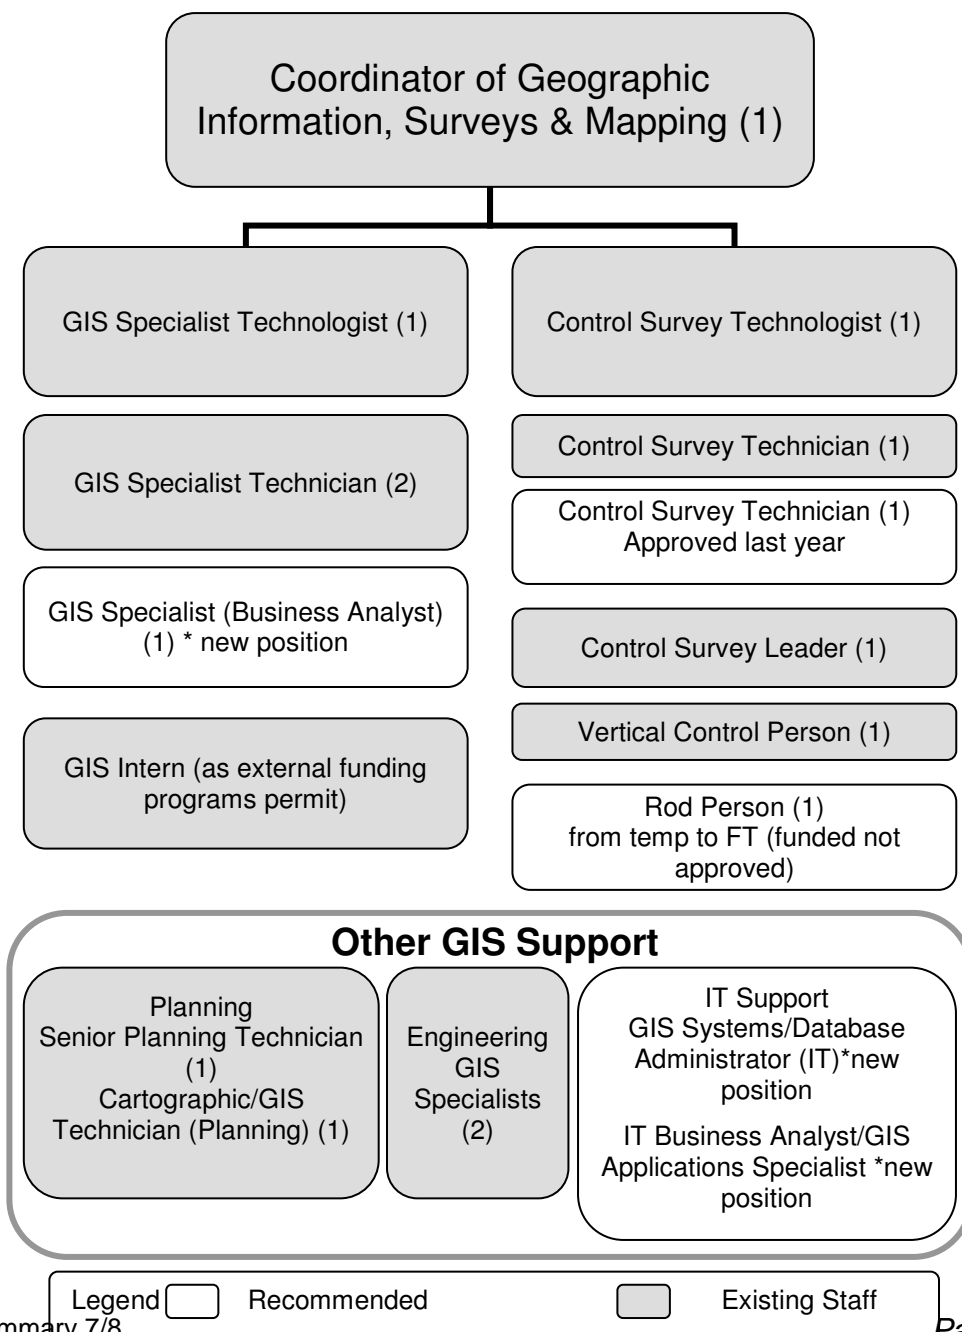 Coordinator of Geographic
Information, Surveys & Mapping (1)
GIS Specialist Technologist (1)
GIS Specialist Technician (2)
GIS Specialist (Business Analyst)
(1) * new position
GIS Intern (as external funding
programs permit)
Control Survey Technologist (1)
Control Survey Technician (1)
Control Survey Technician (1)
Approved last year
Control Survey Leader (1)
Vertical Control Person (1)
Rod Person (1)
from temp to FT (funded not
approved)
Other GIS Support
Planning
Senior Planning Technician
(1)
Cartographic/GIS
Technician (Planning) (1)
Engineering
GIS
Specialists
(2)
IT Support
GIS Systems/Database
Administrator (IT)*new
position
IT Business Analyst/GIS
Applications Specialist *new
position
Legend
Recommended
Existing Staff
7/8